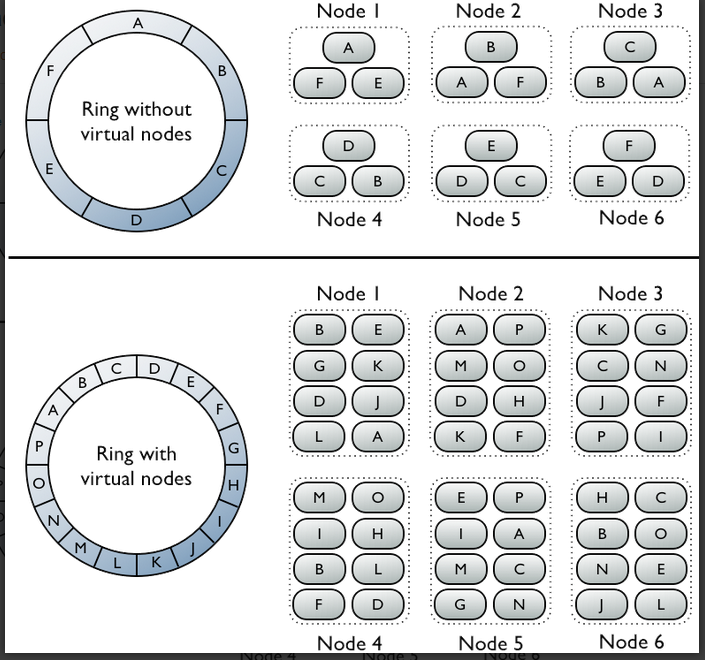 Node 1 Node 2 Node 3
A B C
F E A F B A
D E F
C B D C E D
Node 4 Node 5 Node 6
A
B
C
D
E
F
Ring without
virtual nodes
Node 1 Node 2 Node 3
B E A P K G
G K M O C N
D J D H J F
L A K F P I
M O E P H C
I H I A B O
B L M C N E
F D G N J L
Node 4 Node 5 Node 6
A
B
C
D
E
F
G
H
I
J
K
L
M
N
O
P
Ring with
virtual nodes